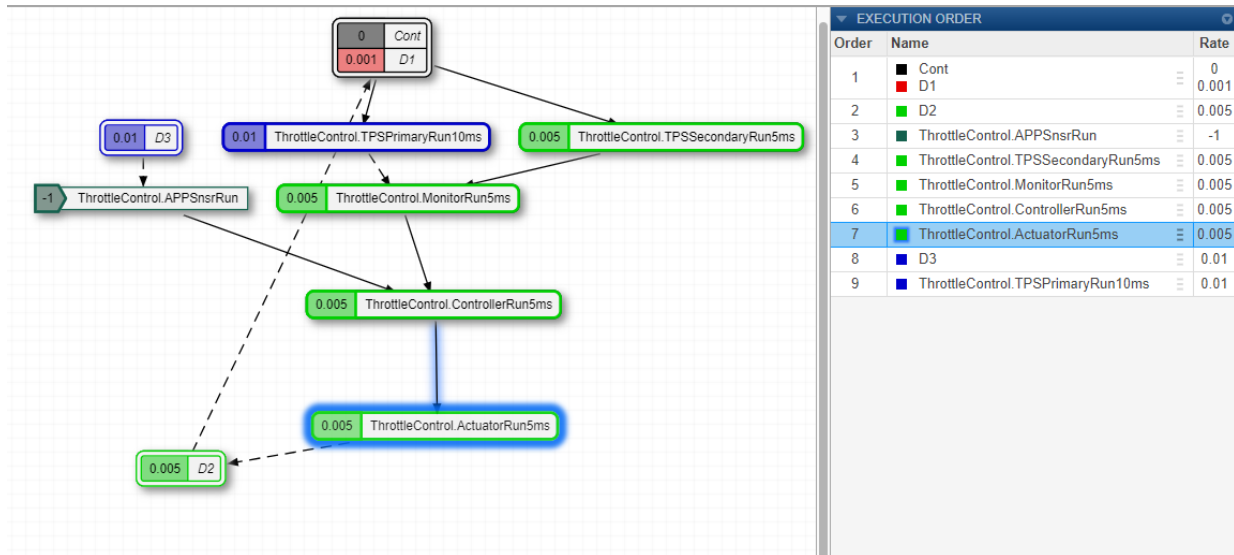 0 Cont
0.001 D1
0.01 D3
0.01 ThrottleControl.TPSPrimaryRun10ms
0.005 ThrottleControl.TPSSecondaryRun5ms
-1 ThrottleControl.APPSnsrRun
0.005 ThrottleControl.MonitorRun5ms
0.005 ThrottleControl.ControllerRun5ms
0.005 ThrottleControl.ActuatorRun5ms
0.005 D2
EXECUTION ORDER
Order Name Rate
1 Cont 0
D1 0.001
2 D2 0.005
3 ThrottleControl.APPSnsrRun -1
4 ThrottleControl.TPSSecondaryRun5ms 0.005
5 ThrottleControl.MonitorRun5ms 0.005
6 ThrottleControl.ControllerRun5ms 0.005
7 ThrottleControl.ActuatorRun5ms 0.005
8 D3 0.01
9 ThrottleControl.TPSPrimaryRun10ms 0.01